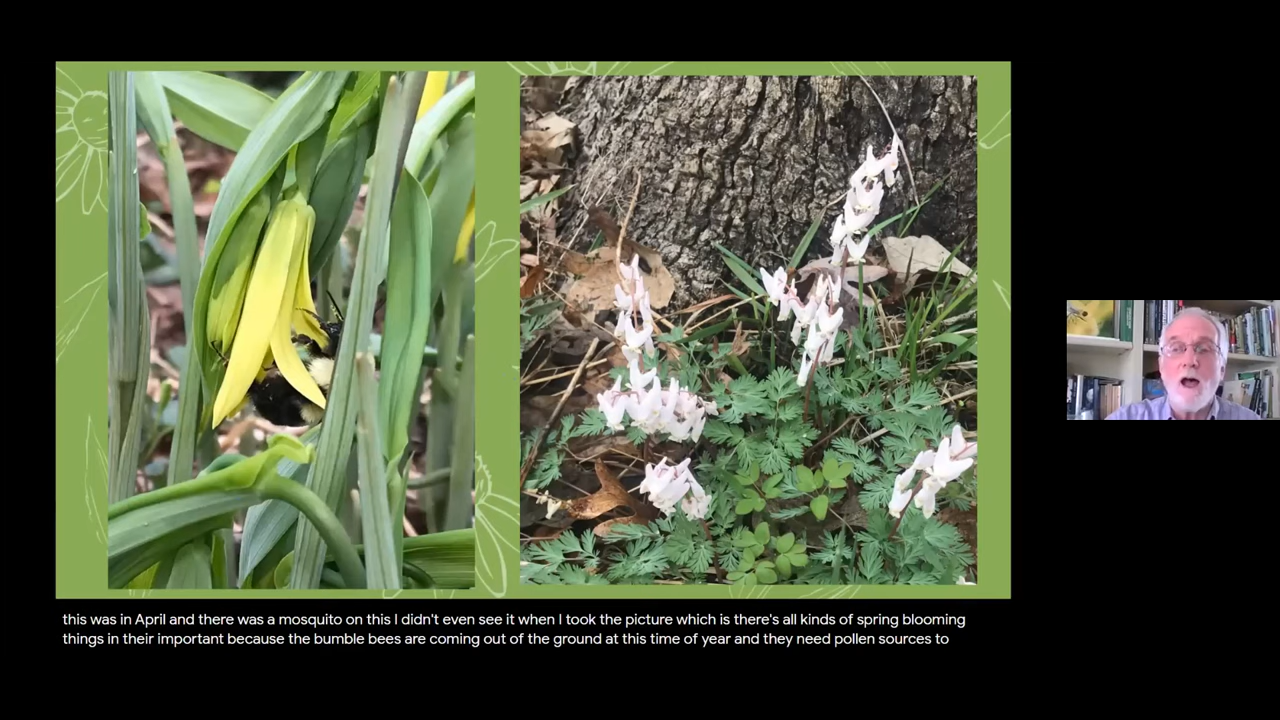 this was in April and there was a mosquito on this I didn't even see it when I took the picture which is there's all kinds of spring blooming
things in their important because the bumble bees are coming out of the ground at this time of year and they need pollen sources to